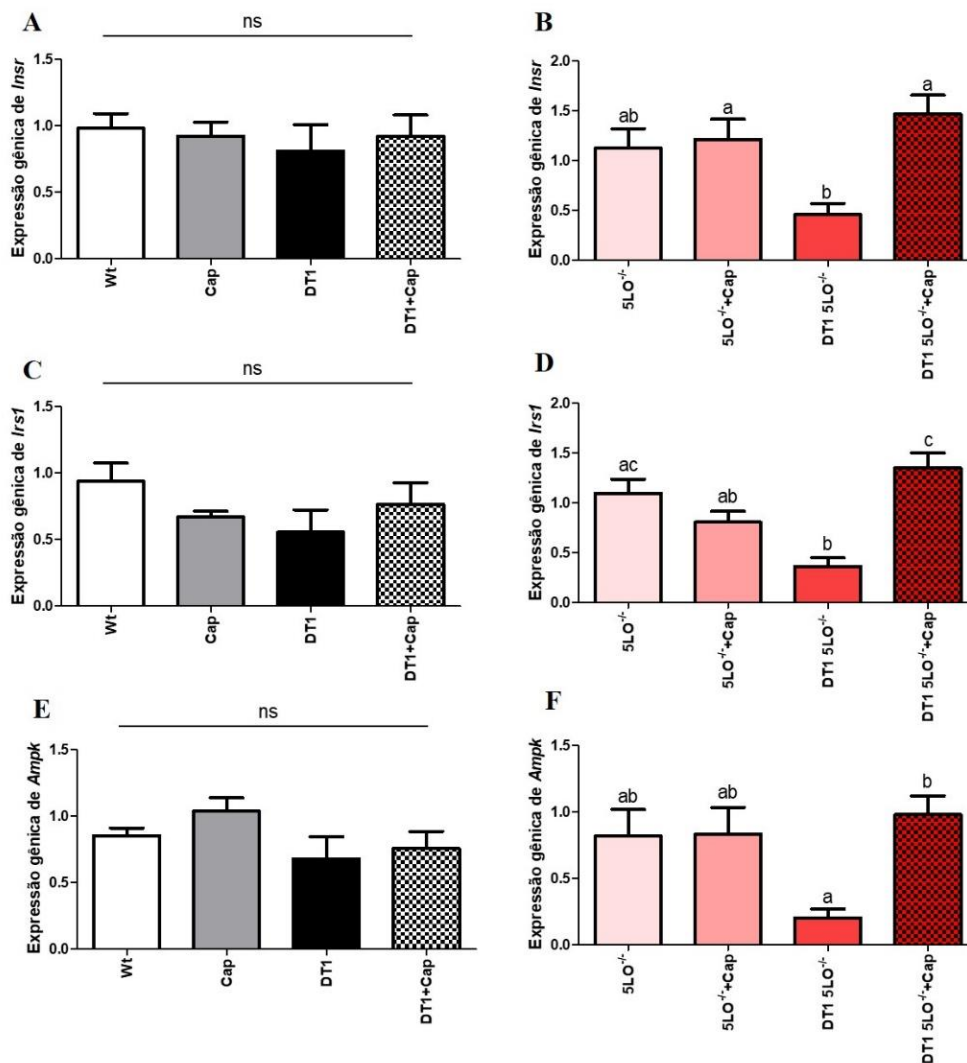 A
ns
Expressão gênica de Insr
1.5
1.0
0.5
0.0
Wt
Cap
DT1
DT1+Cap
B
Expressão gênica de Insr
2.0
1.5
1.0
0.5
0.0
ab
a
b
a
5LO-/-
5LO-/-+Cap
DT1 5LO-/-
DT1 5LO-/-+Cap
C
ns
Expressão gênica de Irs1
1.5
1.0
0.5
0.0
Wt
Cap
DT1
DT1+Cap
D
Expressão gênica de Irs1
2.0
1.5
1.0
0.5
0.0
ac
ab
b
c
5LO-/-
5LO-/-+Cap
DT1 5LO-/-
DT1 5LO-/-+Cap
E
ns
Expressão gênica de Ampk
1.5
1.0
0.5
0.0
Wt
Cap
DT1
DT1+Cap
F
Expressão gênica de Ampk
1.5
1.0
0.5
0.0
ab
ab
a
b
5LO-/-
5LO-/-+Cap
DT1 5LO-/-
DT1 5LO-/-+Cap